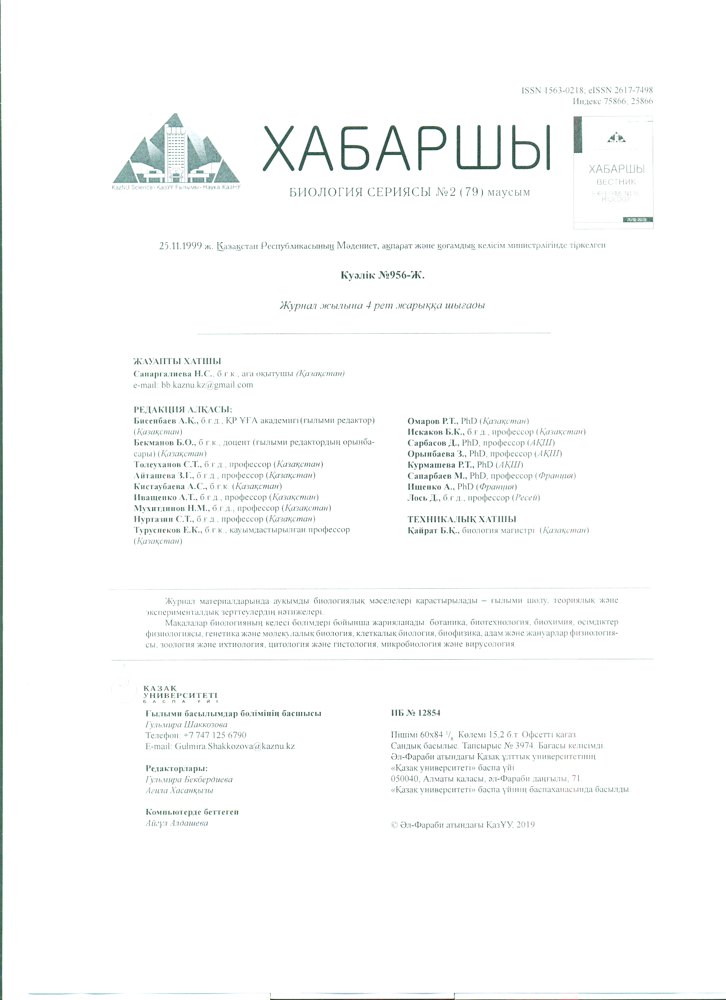 ISSN 1563-0218; eISSN 2617-7498
Индекс 75866; 25866
KazNU Science · ҚазҰУ Ғылымы · Наука КазНУ
ХАБАРШЫ
БИОЛОГИЯ СЕРИЯСЫ №2 (79) маусым
ХАБАРШЫ
ВЕСТНИК
EXPERIMENTAL
BIOLOGY
2(79) 2019
25.11.1999 ж. Қазақстан Республикасының Мәдениет, ақпарат және қоғамдық келісім министрлігінде тіркелген
Куәлік №956-Ж.
Журнал жылына 4 рет жарыққа шығады
ЖАУАПТЫ ХАТШЫ
Сапаргалиева Н.С., б.ғ.к., аға оқытушы (Қазақстан)
e-mail: bb.kaznu.kz@gmail.com
РЕДАКЦИЯ АЛҚАСЫ:
Бисенбаев А.Қ., б.ғ.д., ҚР ҰҒА академигі (ғылыми редактор)
(Қазақстан)
Бекманов Б.О., б.ғ.к., доцент (ғылыми редактордың орынба-
сары) (Қазақстан)
Төлеуханов С.Т., б.ғ.д., профессор (Қазақстан)
Айташева З.Г., б.ғ.д., профессор (Қазақстан)
Кистаубаева А.С., б.ғ.к. (Қазақстан)
Иващенко А.Т., б.ғ.д., профессор (Қазақстан)
Мухитдинов Н.М., б.ғ.д., профессор (Қазақстан)
Нуртазин С.Т., б.ғ.д., профессор (Қазақстан)
Туруспеков Е.К., б.ғ.к., қауымдастырылған профессор
(Қазақстан)
Омаров Р.Т., PhD (Қазақстан)
Искаков Б.К., б.ғ.д., профессор (Қазақстан)
Сарбасов Д., PhD, профессор (АҚШ)
Орынбаева З., PhD, профессор (АҚШ)
Курмашева Р.Т., PhD (АҚШ)
Сапарбаев М., PhD, профессор (Франция)
Ищенко А., PhD (Франция)
Лось Д., б.ғ.д., профессор (Ресей)
ТЕХНИКАЛЫҚ ХАТШЫ
Қайрат Б.Қ., биология магистрі (Қазақстан)
Журнал материалдарында ауқымды биологиялық мәселелері қарастырылады – ғылыми шолу, теориялық және
эксперименталдық зерттеулердің нәтижелері.
Мақалалар биологияның келесі бөлімдері бойынша жарияланады: ботаника, биотехнология, биохимия, өсімдіктер
физиологиясы, генетика және молекулалық биология, клеткалық биология, биофизика, адам және жануарлар физиология-
сы, зоология және ихтиология, цитология және гистология, микробиология және вирусология.
ҚАЗАҚ
УНИВЕРСИТЕТІ
БАСПА ҮЙІ
Ғылыми басылымдар бөлімінің басшысы
Гульмира Шаккозова
Телефон: +7 747 125 6790
E-mail: Gulmira.Shakkozova@kaznu.kz
Редакторлары:
Гульмира Бекбердиева
Ағила Хасанқызы
Компьютерде беттеген
Айгүл Алдашева
ИБ № 12854
Пішімі 60х84 1/8. Көлемі 15,2 б.т. Офсетті қағаз.
Сандық басылыс. Тапсырыс № 3974. Бағасы келісімді.
Әл-Фараби атындағы Қазақ ұлттық университетінің
«Қазақ университеті» баспа үйі.
050040, Алматы қаласы, әл-Фараби даңғылы, 71.
«Қазақ университеті» баспа үйінің баспаханасында басылды.
© Әл-Фараби атындағы ҚазҰУ, 2019